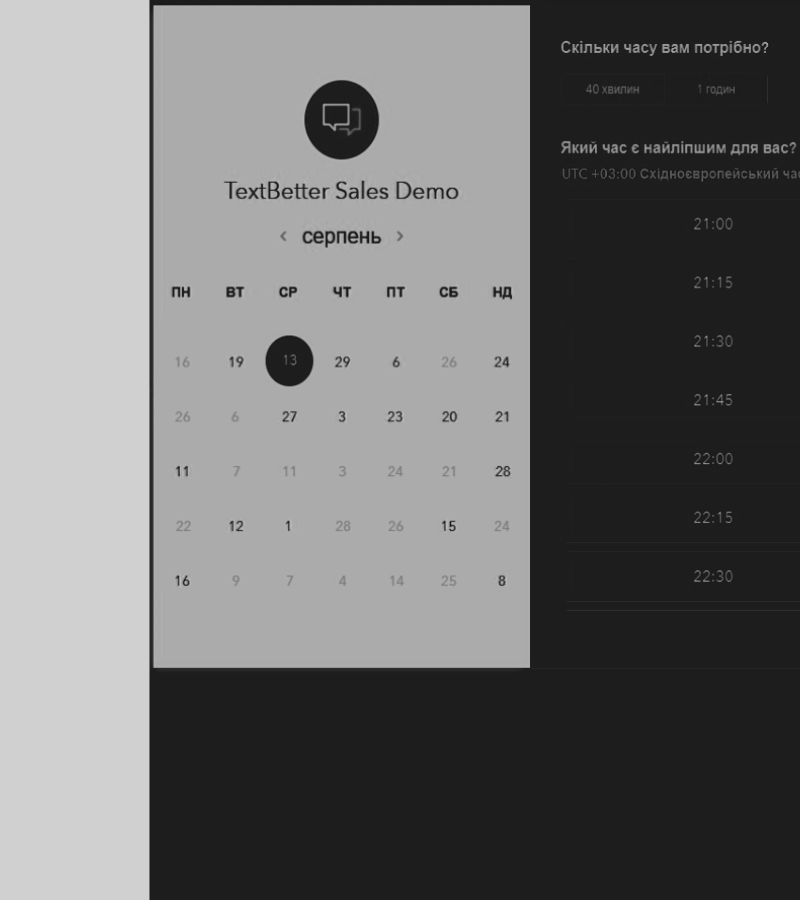 TextBetter Sales Demo
‹ серпень ›
ПН ВТ СР ЧТ ПТ СБ НД
16 19 13 29 6 26 24
26 6 27 3 23 20 21
11 7 11 3 24 21 28
22 12 1 28 26 15 24
16 9 7 4 14 25 8
Скільки часу вам потрібно?
40 хвилин 1 годин
Який час є найліпшим для вас?
UTC +03:00 Східноєвропейський
21:00
21:15
21:30
21:45
22:00
22:15
22:30